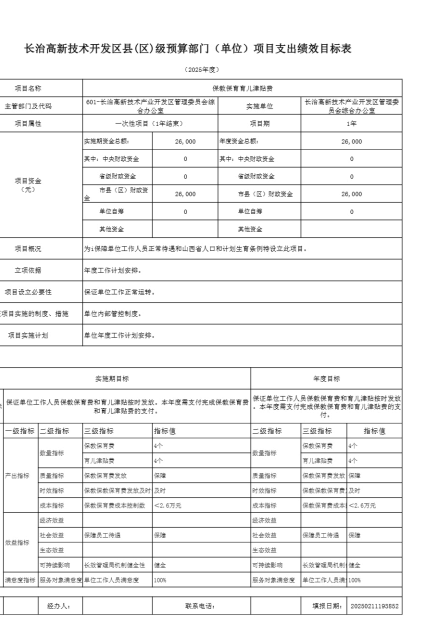 长治高新技术开发区县(区)级预算部门（单位）项目支出绩效目标表
（2025年度）
项目名称 保教保育育儿津贴费
主管部门及代码 601-长治高新技术产业开发区管理委员会综合办公室 实施单位 长治高新技术产业开发区管理委员会综合办公室
项目属性 一次性项目（1年结束） 项目期 1年
项目资金（元） 实施期资金总额： 26,000 年度资金总额： 26,000
其中：中央财政资金 0 其中：中央财政资金 0
省级财政资金 0 省级财政资金 0
市县（区）财政资金 26,000 市县（区）财政资金 26,000
单位自筹 0 单位自筹 0
其他资金 其他资金
项目概况 为1保障单位工作人员正常待遇和山西省人口和计划生育条例特设立此项目。
立项依据 年度工作计划安排。
项目设立必要性 保证单位工作正常运转。
项目实施的制度、措施 单位内部管控制度。
项目实施计划 单位年度工作计划安排。
实施期目标 年度目标
保证单位工作人员保教保育费和育儿津贴按时发放。本年度需支付完成保教保育费和育儿津贴费的支付。 保证单位工作人员保教保育费和育儿津贴按时发放。本年度需支付完成保教保育费和育儿津贴费的支付。
一级指标 二级指标 三级指标 指标值 二级指标 三级指标 指标值
产出指标 数量指标 保教保育费 4个 数量指标 保教保育费 4个
育儿津贴费 4个 育儿津贴费 4个
质量指标 保教保育费发放 保障 质量指标 保教保育费发放 保障
时效指标 保教保教保育费发放及时 及时 时效指标 保教保教保育费 及时
成本指标 保教保育费成本控制款 <2.6万元 成本指标 保教保育费成本 <2.6万元
效益指标 经济效益 经济效益
社会效益 保障员工待遇 保障 社会效益 保障员工待遇 保障
生态效益 生态效益
可持续影响 长效管理局机制健全性 健全 可持续影响 长效管理局机制 健全
满意度指标 服务对象满意度 单位工作人员满意度 100% 服务对象满意度 单位工作人员满 100%
经办人： 联系电话： 填报日期： 20250211195852